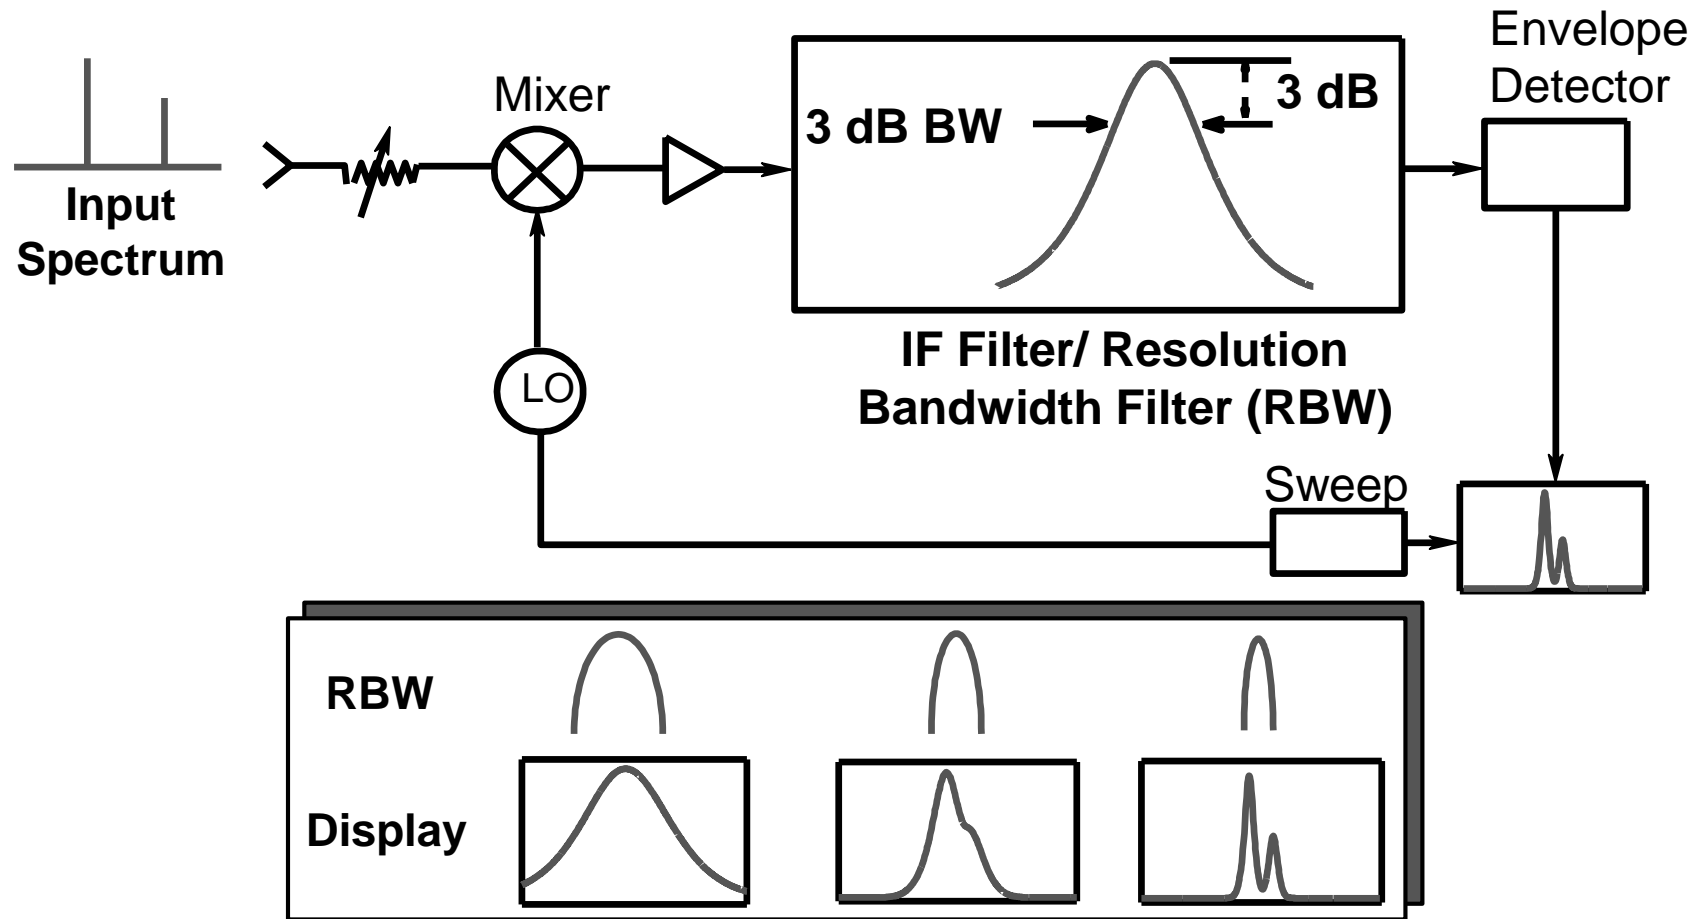 Envelope
Detector
Mixer
3 dB
3 dB BW
Input
Spectrum
IF Filter/ Resolution
Bandwidth Filter (RBW)
LO
Sweep
RBW
Display